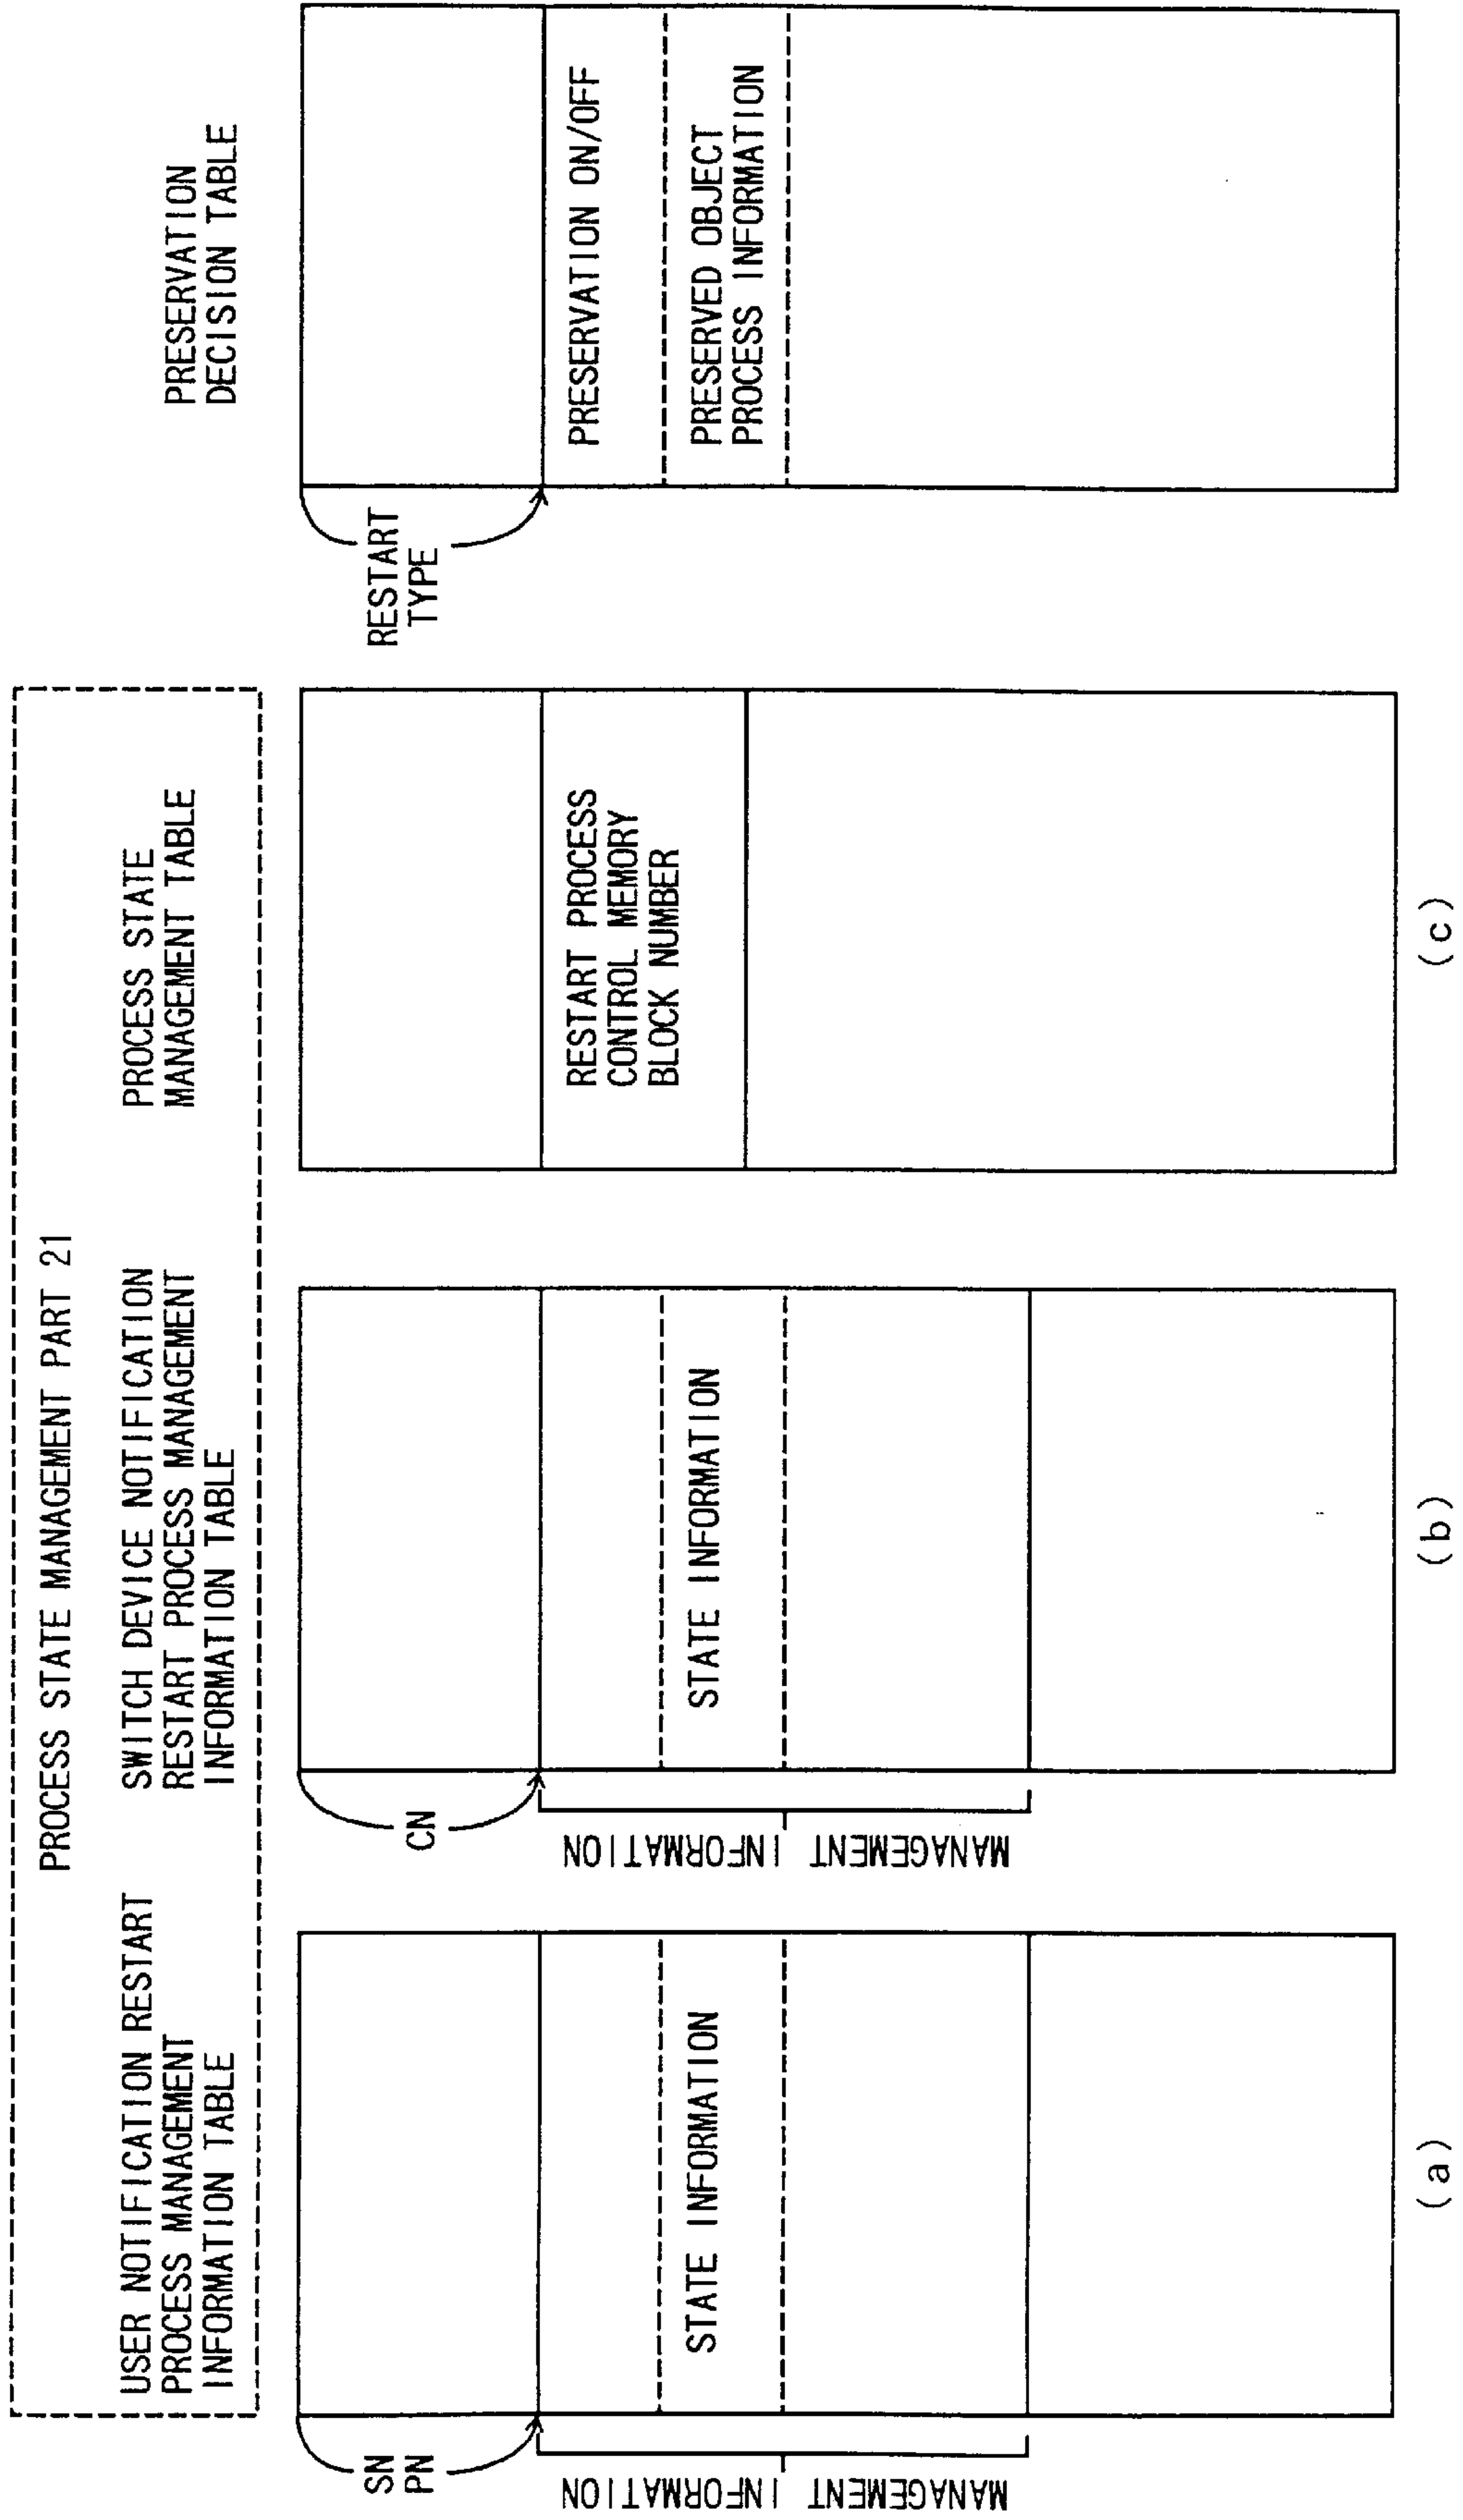 PROCESS STATE MANAGEMENT PART 21
USER NOTIFICATION RESTART
PROCESS MANAGEMENT
INFORMATION TABLE
SWITCH DEVICE NOTIFICATION
RESTART PROCESS MANAGEMENT
INFORMATION TABLE
PROCESS STATE
MANAGEMENT TABLE
PRESERVATION
DECISION TABLE
SN
PN
MANAGEMENT INFORMATION
STATE INFORMATION
(a)
CN
MANAGEMENT INFORMATION
STATE INFORMATION
(b)
RESTART PROCESS
CONTROL MEMORY
BLOCK NUMBER
(c)
RESTART
TYPE
PRESERVATION ON/OFF
PRESERVED OBJECT
PROCESS INFORMATION